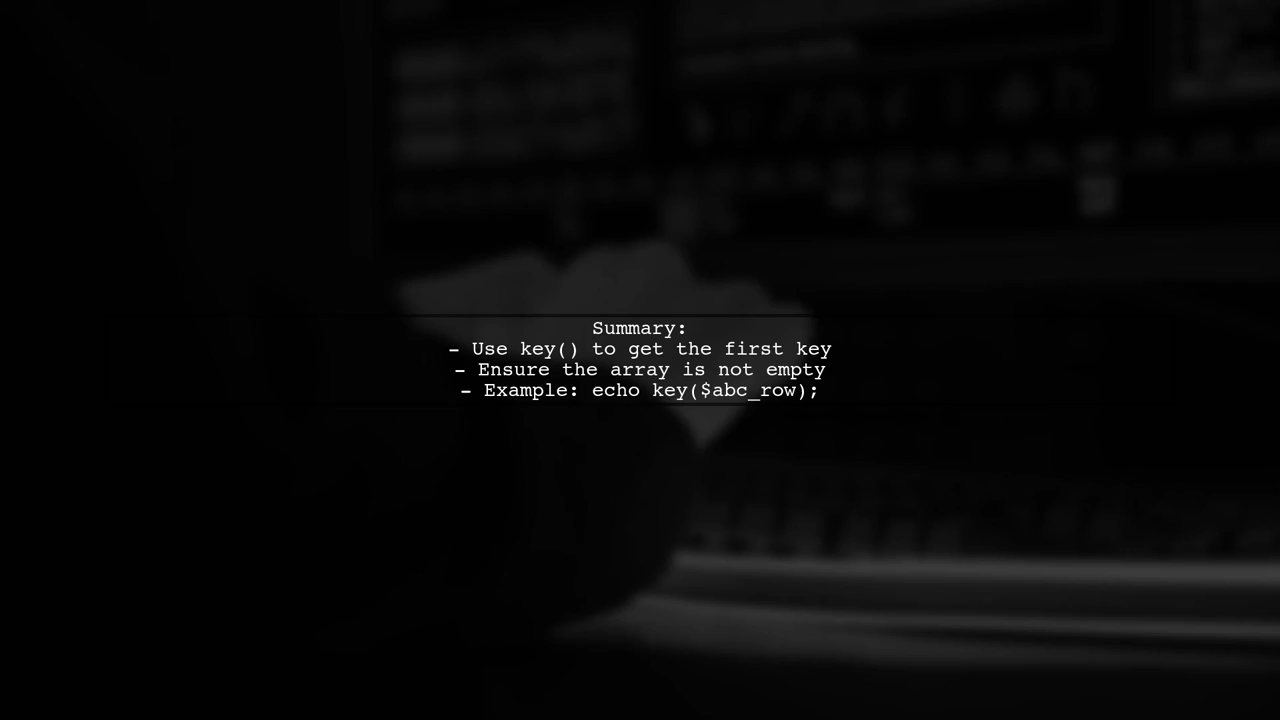 Summary:
- Use key() to get the first key
- Ensure the array is not empty
- Example: echo key($abc_row);